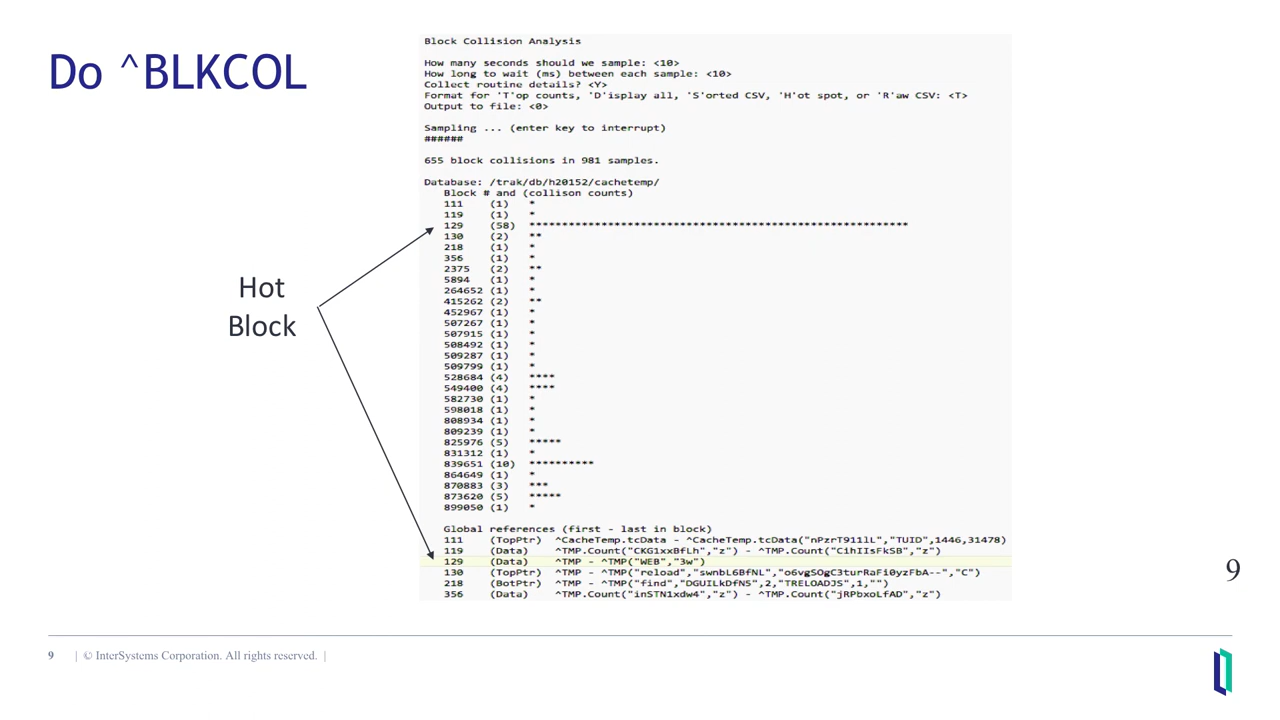 Do ^BLKCOL
Block Collision Analysis
How many seconds should we sample: <10>
How long to wait (ms) between each sample: <10>
Collect routine details? <Y>
Format for 'T'op counts, 'D'isplay all, 'S'orted CSV, 'H'ot spot, or 'R'aw CSV: <T>
Output to file: <0>
Sampling ... (enter key to interrupt)
######
655 block collisions in 981 samples.
Database: /trak/db/h20152/cachetemp/
Block # and (collison counts)
111 (1) *
119 (1) *
129 (58) **********************************************************
130 (2) **
218 (1) *
356 (1) *
2375 (2) **
5894 (1) *
264652 (1) *
415262 (2) **
452967 (1) *
507267 (1) *
507915 (1) *
508492 (1) *
509287 (1) *
509799 (1) *
528684 (4) ****
549400 (4) ****
582730 (1) *
598018 (1) *
808934 (1) *
809239 (1) *
825976 (5) *****
831312 (1) *
839651 (10) **********
864649 (1) *
870883 (3) ***
873620 (5) *****
899050 (1) *
Global references (first - last in block)
111 (TopPtr) ^CacheTemp.tcData - ^CacheTemp.tcData("nPzrT911lL","TUID",1446,31478)
119 (Data) ^TMP.Count("CKG1xxBfLh","z") - ^TMP.Count("CihIIsFkSB","z")
129 (Data) ^TMP - ^TMP("WEB","3w")
130 (TopPtr) ^TMP - ^TMP("reload","swnbL6BfNL","o6vgSOgC3turRaFi0yzFbA--","C")
218 (BotPtr) ^TMP - ^TMP("find","DGUILkDfN5",2,"TRELOADJS",1,"")
356 (Data) ^TMP.Count("inSTN1xdw4","z") - ^TMP.Count("jRPbxoLfAD","z")
Hot
Block
9
9 | © InterSystems Corporation. All rights reserved. |